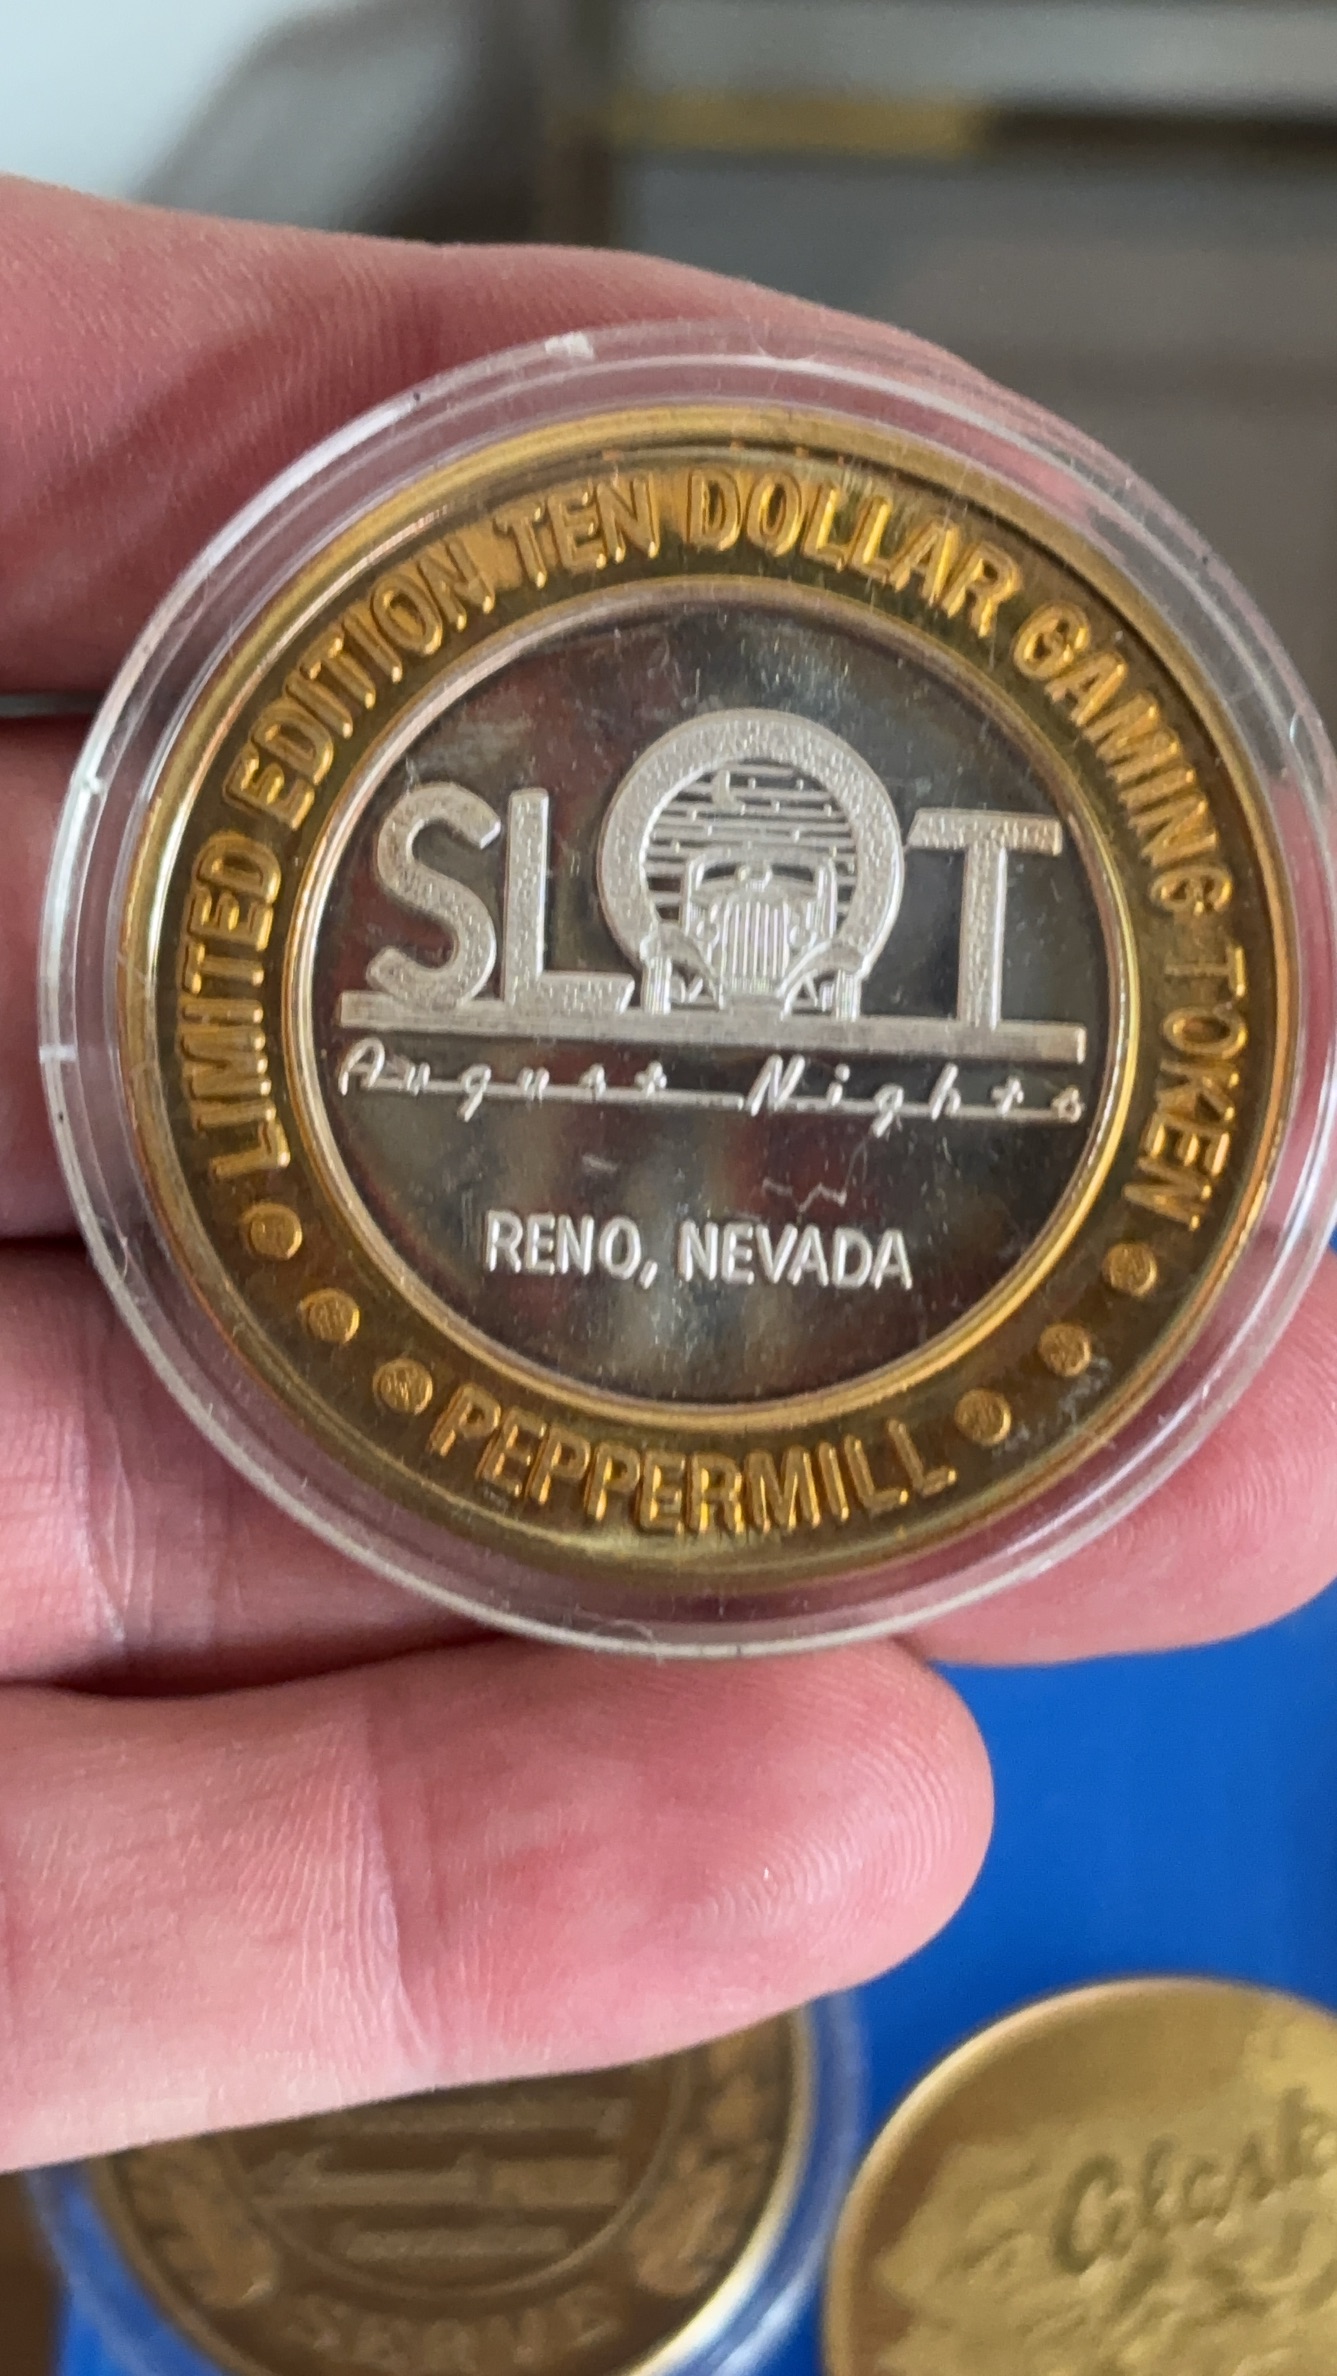 LIMITED EDITION TEN DOLLAR GAMING TOKEN
SLOT
August Nights
RENO, NEVADA
PEPPERMILL